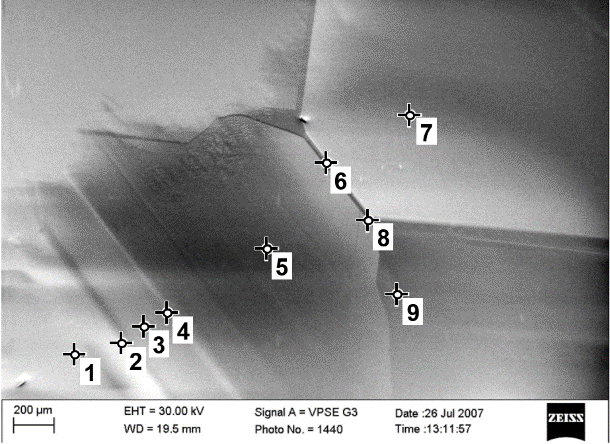 7
6
8
5
9
4
3
2
1
200 µm
EHT = 30.00 kV
Signal A = VPSE G3
Date :26 Jul 2007
WD = 19.5 mm
Photo No. = 1440
Time :13:11:57
ZEISS